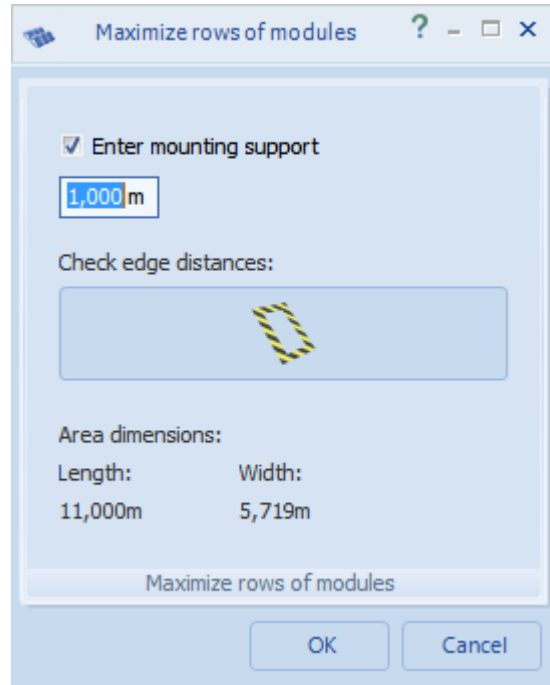 Maximize rows of modules ?
Enter mounting support
1,000 m
Check edge distances:
Area dimensions:
Length: Width:
11,000m 5,719m
Maximize rows of modules
OK Cancel